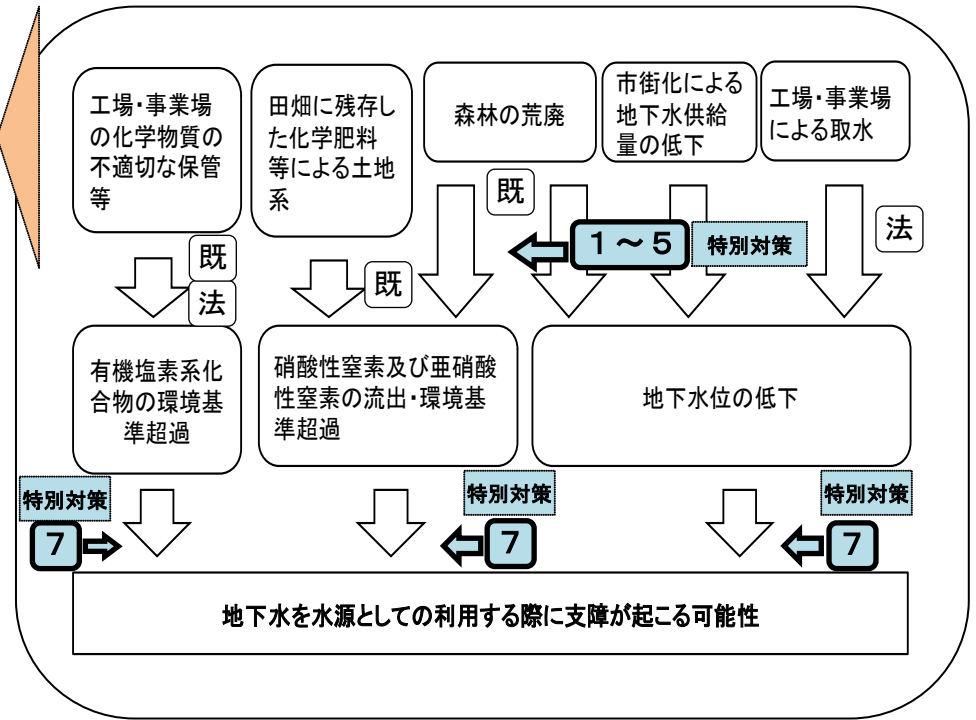 工場・事業場
の化学物質の
不適切な保管
等
田畑に残存し
た化学肥料
等による土地
系
森林の荒廃
市街化による
地下水供給
量の低下
工場・事業場
による取水
既
法
既
既
1～5
特別対策
法
有機塩素系化
合物の環境基
準超過
硝酸性窒素及び亜硝酸
性窒素の流出・環境基
準超過
地下水位の低下
特別対策
7
特別対策
7
特別対策
7
地下水を水源としての利用する際に支障が起こる可能性